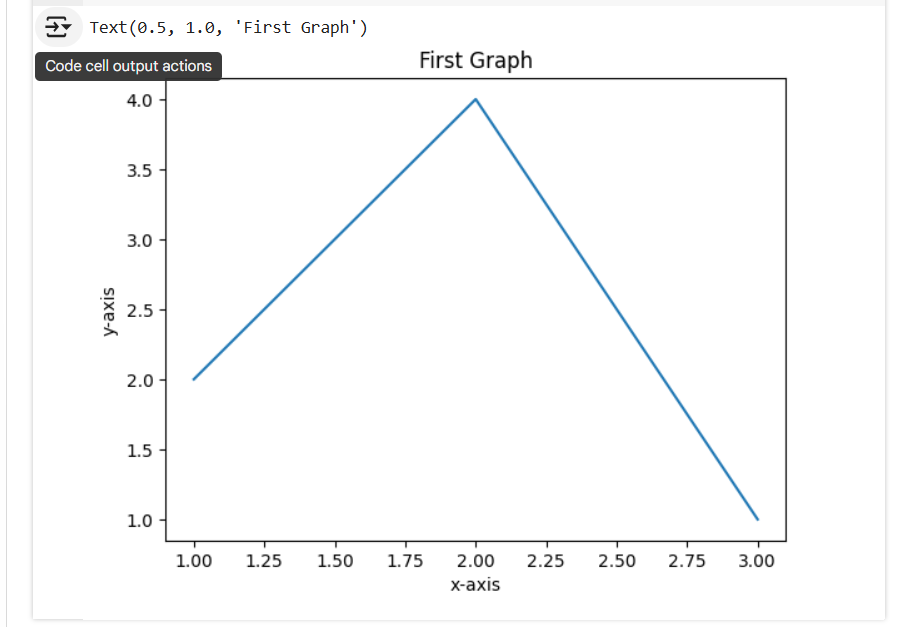 Text(0.5, 1.0, 'First Graph')
Code cell output actions
First Graph
4.0
3.5
3.0
2.5
2.0
1.5
1.0
y-axis
1.00 1.25 1.50 1.75 2.00 2.25 2.50 2.75 3.00
x-axis